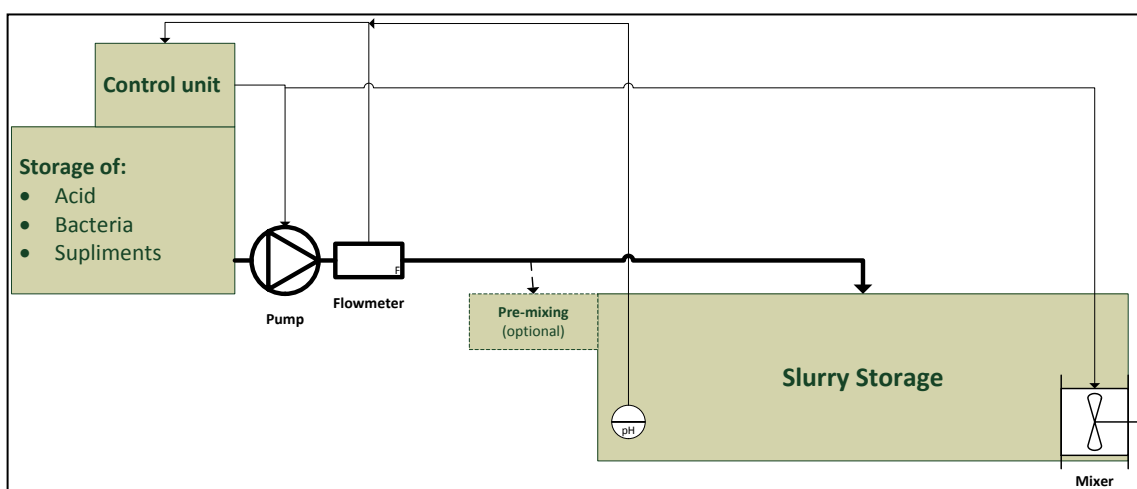 Control unit
Storage of:
• Acid
• Bacteria
• Supliments
F
Flowmeter
Pump
Pre-mixing
(optional)
Slurry Storage
pH
Mixer